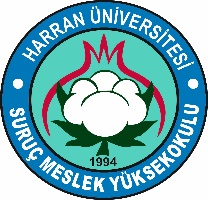 HARRAN ÜNİVERSİTESİ
1994
SURUÇ MESLEK YÜKSEKOKULU